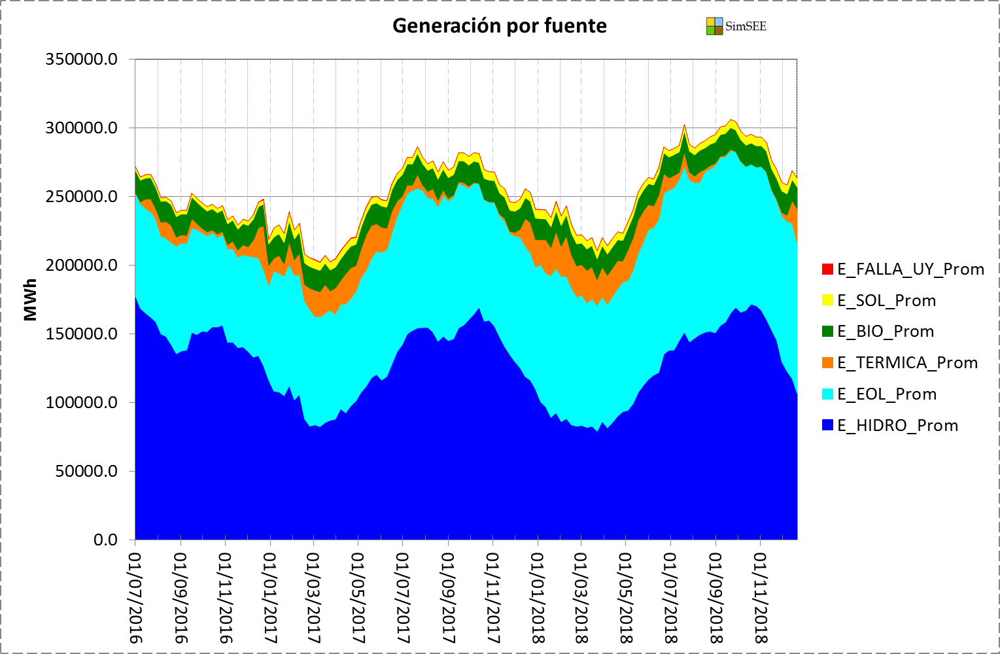 Generación por fuente
SimSEE
350000.0
300000.0
250000.0
200000.0
150000.0
100000.0
50000.0
0.0
MWh
01/07/2016
01/09/2016
01/11/2016
01/01/2017
01/03/2017
01/05/2017
01/07/2017
01/09/2017
01/11/2017
01/01/2018
01/03/2018
01/05/2018
01/07/2018
01/09/2018
01/11/2018
E_FALLA_UY_Prom
E_SOL_Prom
E_BIO_Prom
E_TERMICA_Prom
E_EOL_Prom
E_HIDRO_Prom